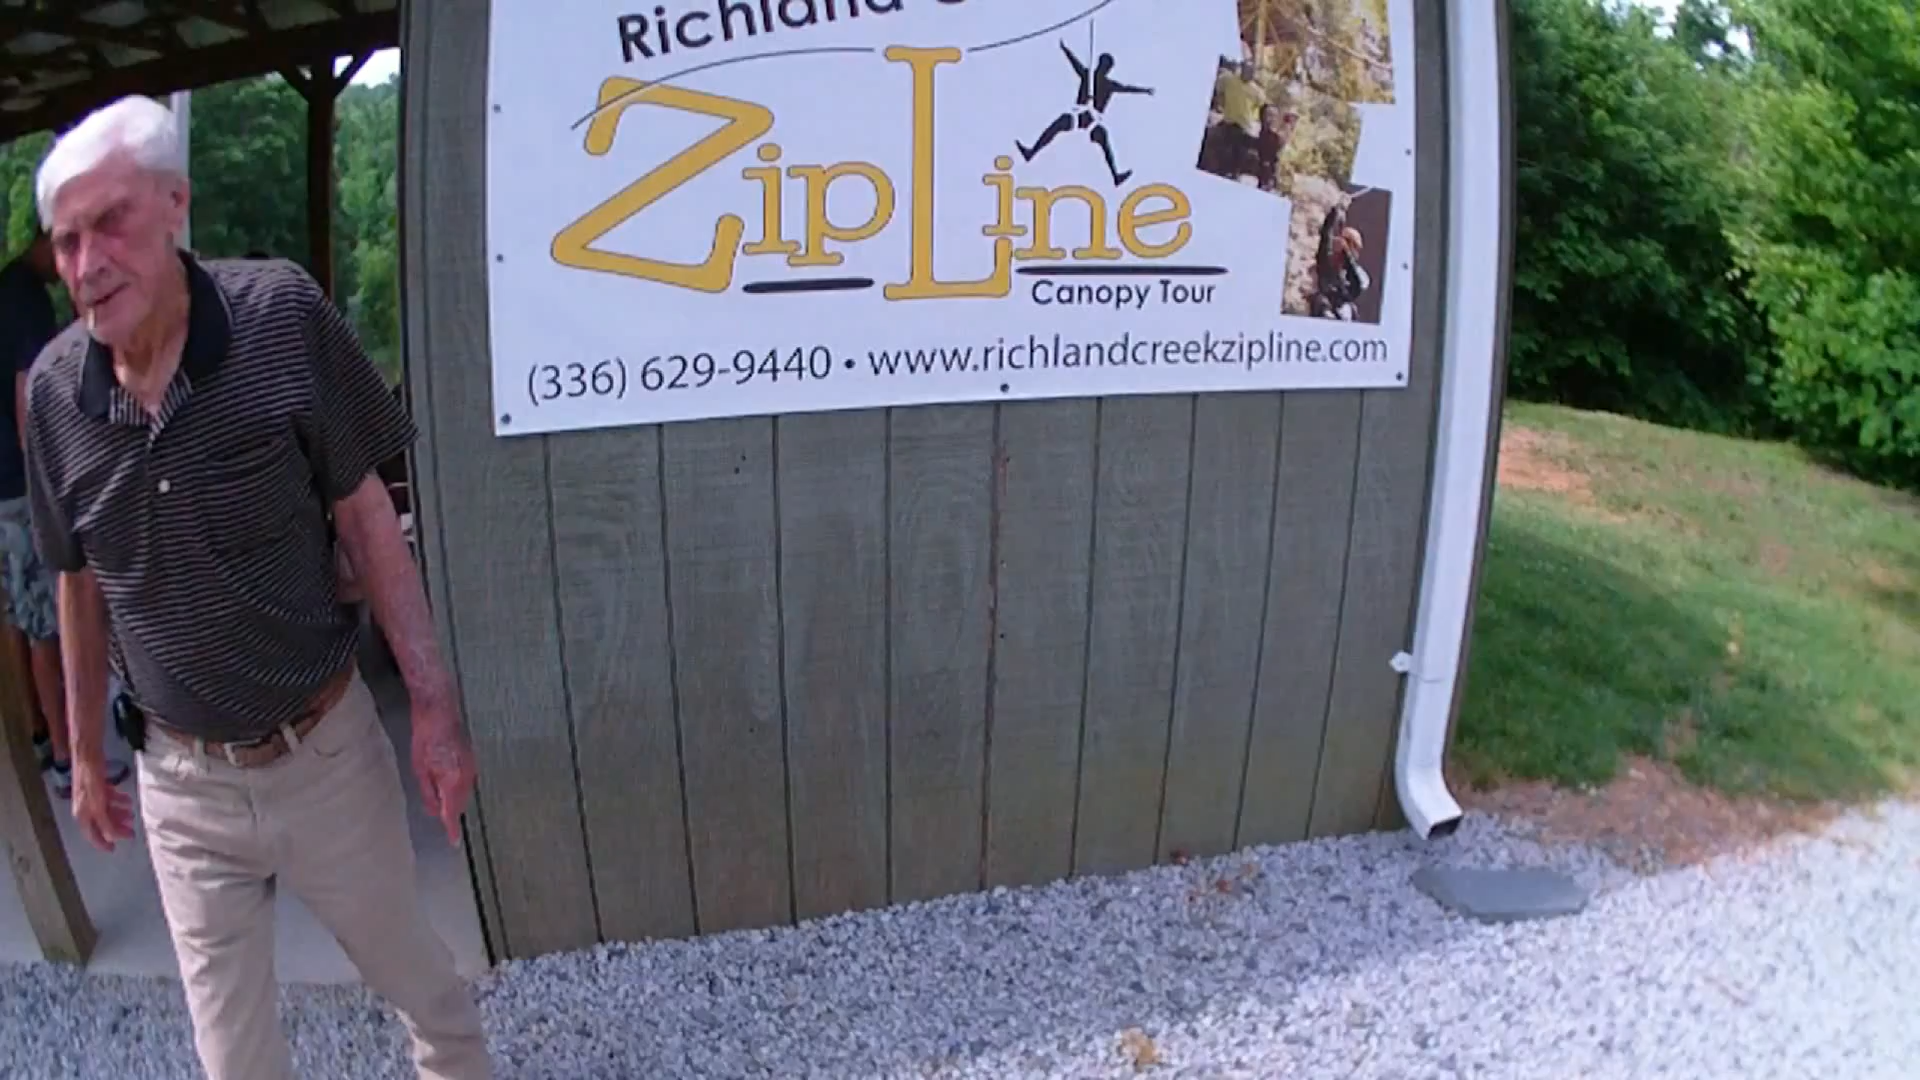 Richland
ZipLine
Canopy Tour
(336) 629-9440 • www.richlandcreekzipline.com